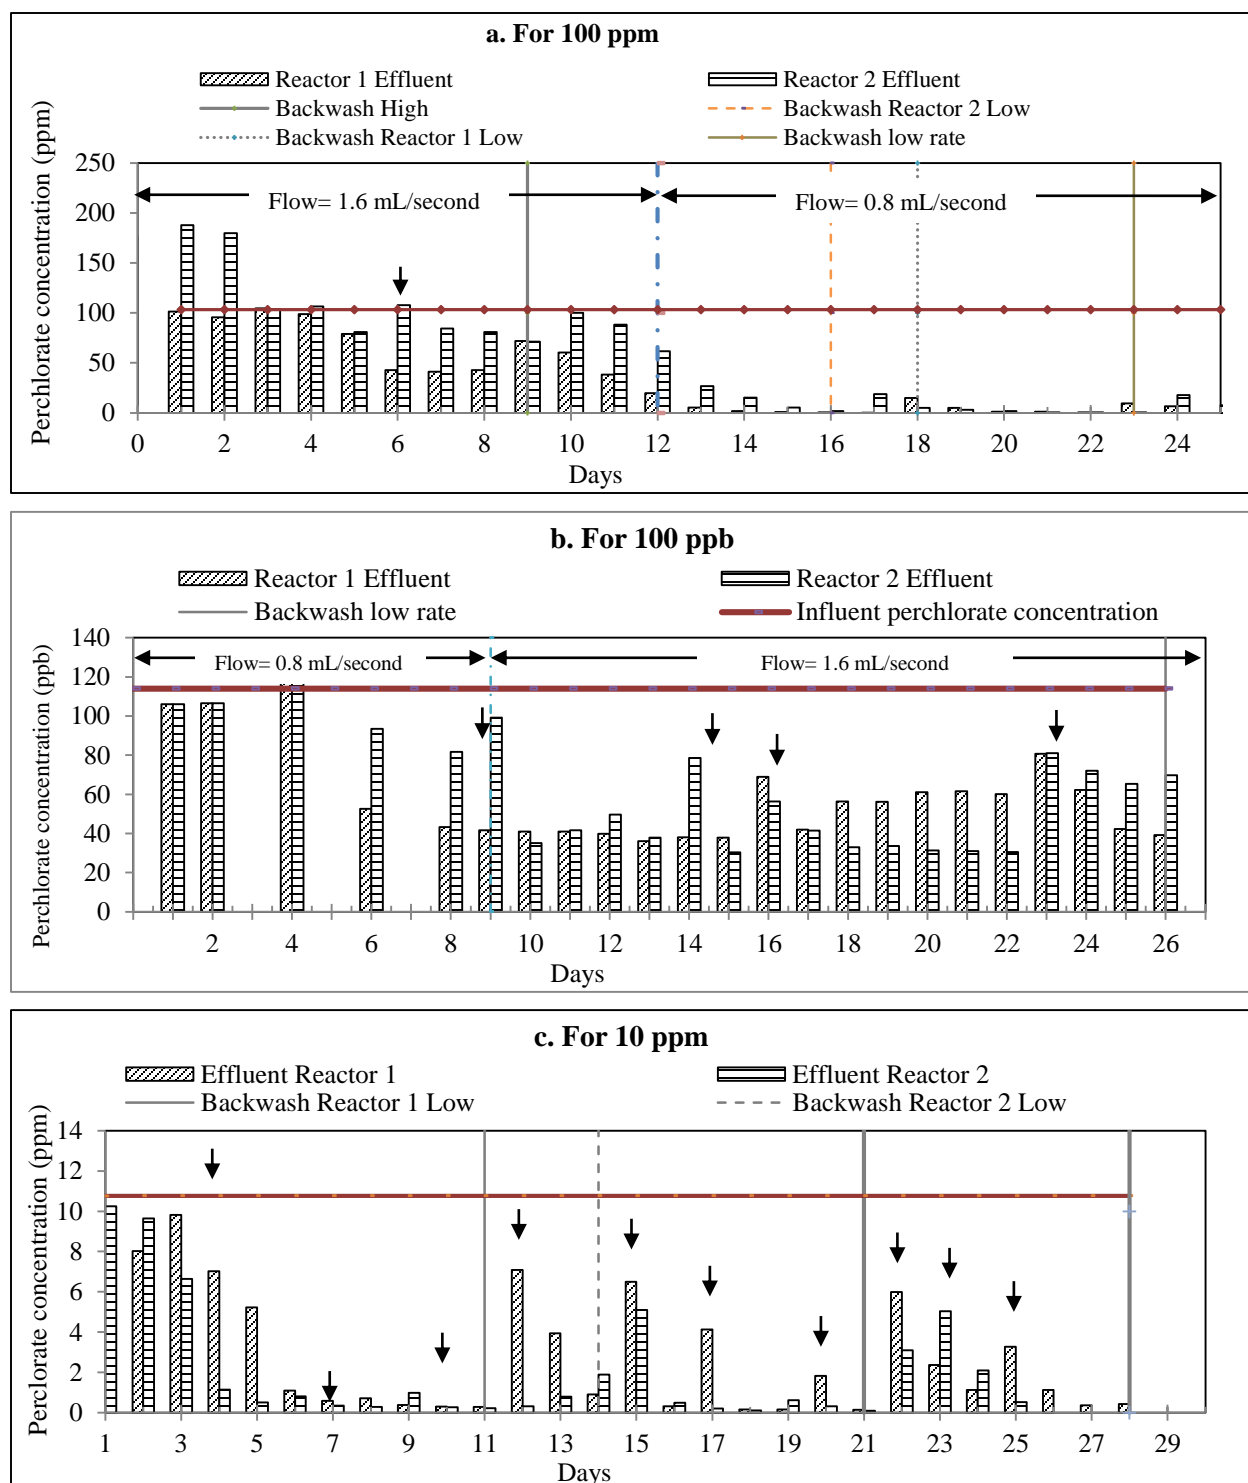 a. For 100 ppm
Reactor 1 Effluent
Reactor 2 Effluent
Backwash High
Backwash Reactor 2 Low
Backwash Reactor 1 Low
Backwash low rate
Perchlorate concentration (ppm)
250
200
150
100
50
0
Flow= 1.6 mL/second
Flow= 0.8 mL/second
0 2 4 6 8 10 12 14 16 18 20 22 24
Days
b. For 100 ppb
Reactor 1 Effluent
Reactor 2 Effluent
Backwash low rate
Influent perchlorate concentration
Perchlorate concentration (ppb)
140
120
100
80
60
40
20
0
Flow= 0.8 mL/second
Flow= 1.6 mL/second
2 4 6 8 10 12 14 16 18 20 22 24 26
Days
c. For 10 ppm
Effluent Reactor 1
Effluent Reactor 2
Backwash Reactor 1 Low
Backwash Reactor 2 Low
Perclorate concentration (ppm)
14
12
10
8
6
4
2
0
1 3 5 7 9 11 13 15 17 19 21 23 25 27 29
Days